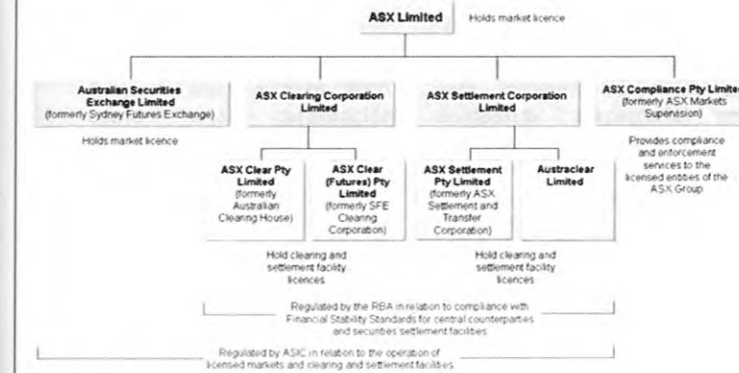 ASX Limited
Holds market licence
Australian Securities
Exchange Limited
(formerly Sydney Futures Exchange)
Holds market licence
ASX Clearing Corporation
Limited
ASX Settlement Corporation
Limited
ASX Compliance Pty Limited
(formerly ASX Markets
Supervision)
Provides compliance
and enforcement
services to the
licensed entities of the
ASX Group
ASX Clear Pty
Limited
(formerly
Australian
Clearing House)
ASX Clear
(Futures) Pty
Limited
(formerly SFE
Clearing
Corporation)
ASX Settlement
Pty Limited
(formerly ASX
Settlement and
Transfer
Corporation)
Austraclear
Limited
Hold clearing and
settlement facility
licences
Hold clearing and
settlement facility
licences
Regulated by the RBA in relation to compliance with
Financial Stability Standards for central counterparties
and securities settlement facilities
Regulated by ASIC in relation to the operation of
licensed markets and clearing and settlement facilities